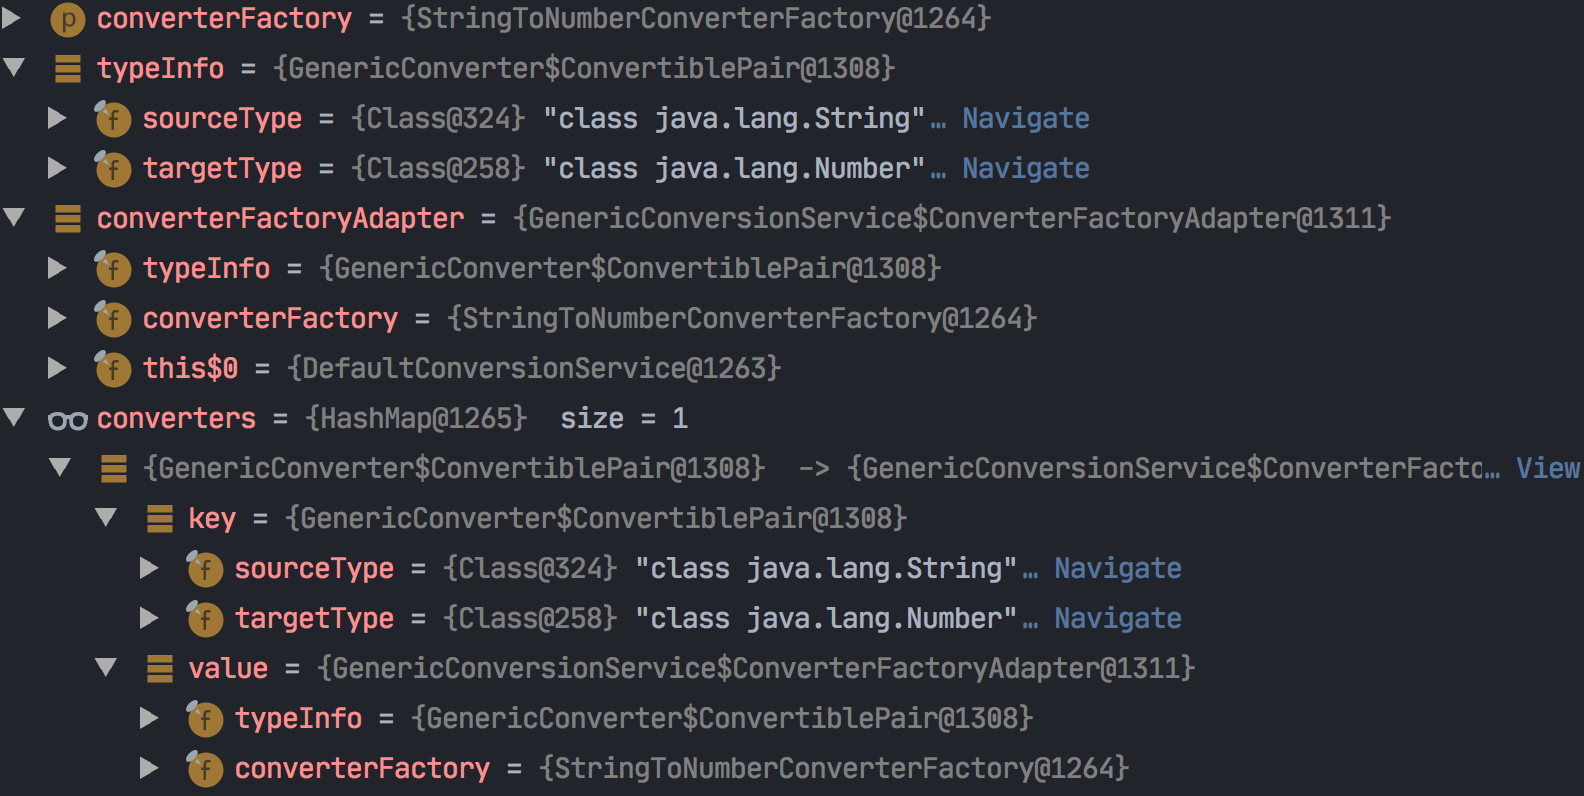 p converterFactory = {StringToNumberConverterFactory@1264}
typeInfo = {GenericConverter$ConvertiblePair@1308}
f sourceType = {Class@324} "class java.lang.String"… Navigate
f targetType = {Class@258} "class java.lang.Number"… Navigate
converterFactoryAdapter = {GenericConversionService$ConverterFactoryAdapter@1311}
f typeInfo = {GenericConverter$ConvertiblePair@1308}
f converterFactory = {StringToNumberConverterFactory@1264}
f this$0 = {DefaultConversionService@1263}
converters = {HashMap@1265} size = 1
{GenericConverter$ConvertiblePair@1308} -> {GenericConversionService$ConverterFacto… View
key = {GenericConverter$ConvertiblePair@1308}
f sourceType = {Class@324} "class java.lang.String"… Navigate
f targetType = {Class@258} "class java.lang.Number"… Navigate
value = {GenericConversionService$ConverterFactoryAdapter@1311}
f typeInfo = {GenericConverter$ConvertiblePair@1308}
f converterFactory = {StringToNumberConverterFactory@1264}